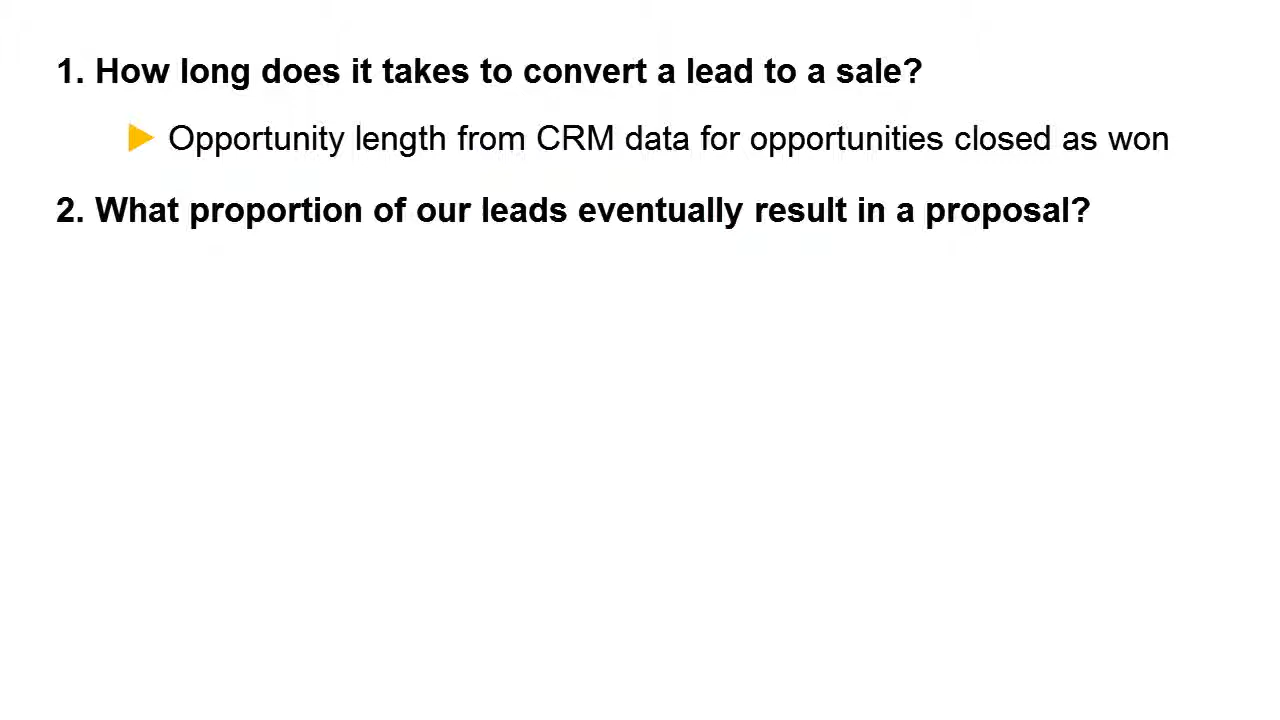 1. How long does it takes to convert a lead to a sale?
Opportunity length from CRM data for opportunities closed as won
2. What proportion of our leads eventually result in a proposal?